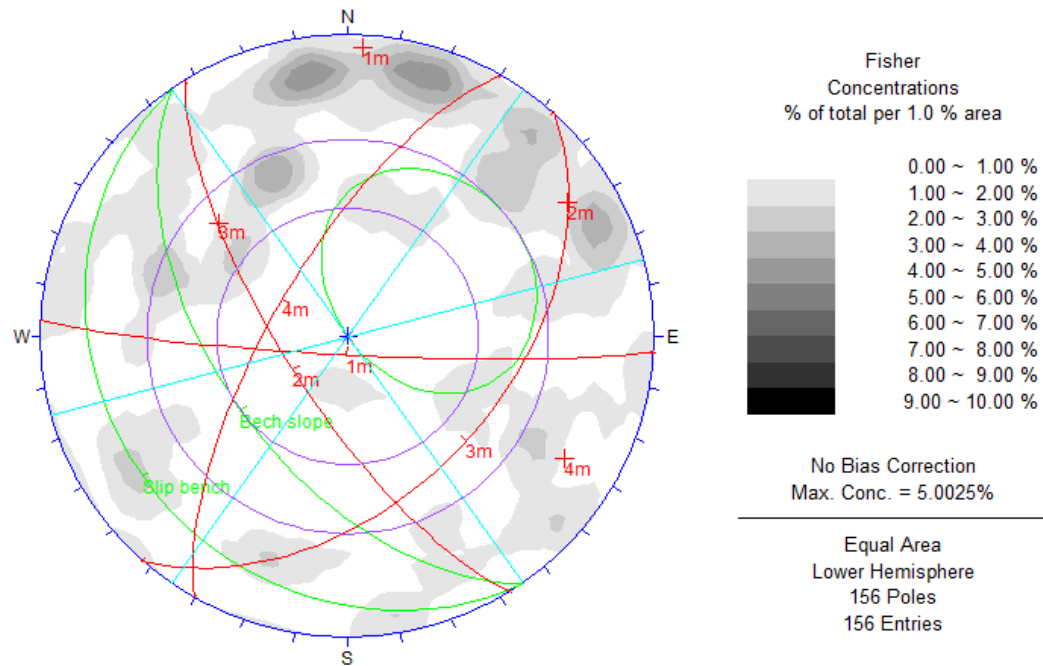 N
1m
2m
3m
4m
W
E
1m
2m
Bech slope
3m
4m
Slip bench
S
Fisher
Concentrations
% of total per 1.0 % area
0.00 ~ 1.00 %
1.00 ~ 2.00 %
2.00 ~ 3.00 %
3.00 ~ 4.00 %
4.00 ~ 5.00 %
5.00 ~ 6.00 %
6.00 ~ 7.00 %
7.00 ~ 8.00 %
8.00 ~ 9.00 %
9.00 ~ 10.00 %
No Bias Correction
Max. Conc. = 5.0025%
Equal Area
Lower Hemisphere
156 Poles
156 Entries